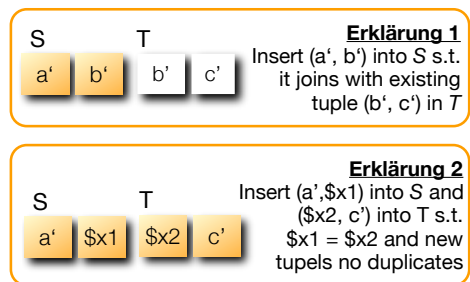 S T
a‘ b‘ b’ c’
Erklärung 1
Insert (a‘, b‘) into S s.t.
it joins with existing
tuple (b‘, c‘) in T
S T
a‘ $x1 $x2 c’
Erklärung 2
Insert (a‘,$x1) into S and
($x2, c’) into T s.t.
$x1 = $x2 and new
tupels no duplicates